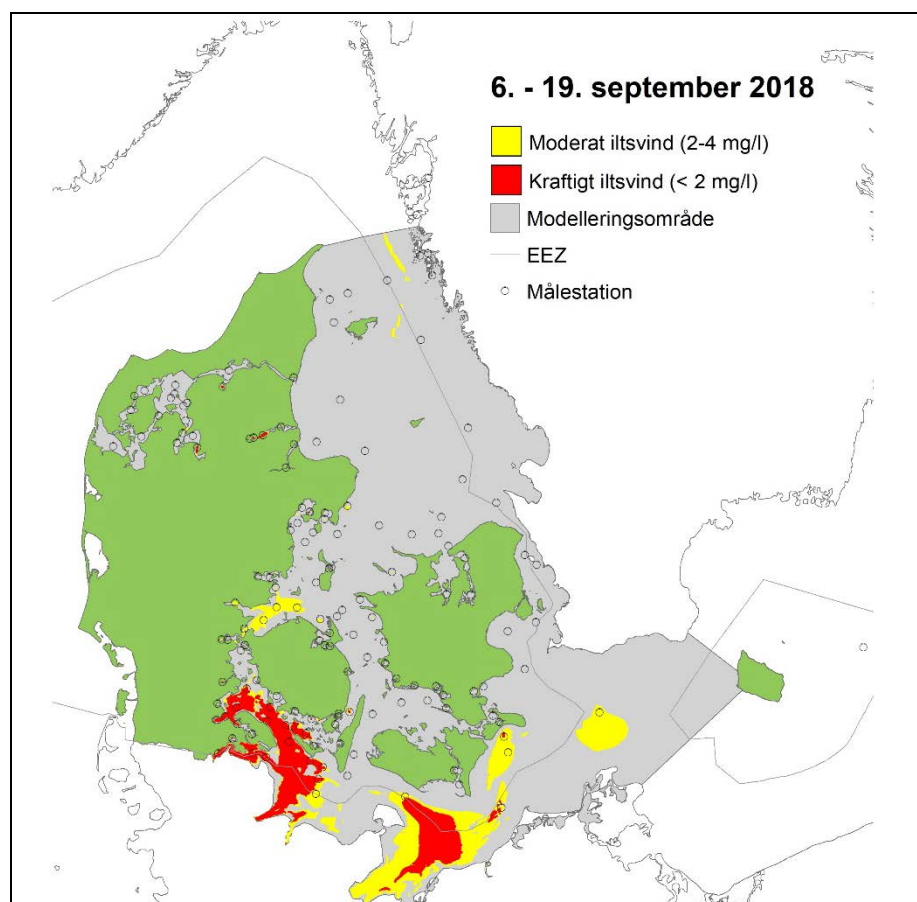 6. - 19. september 2018
Moderat iltsvind (2-4 mg/l)
Kraftigt iltsvind (< 2 mg/l)
Modelleringsområde
EEZ
Målestation